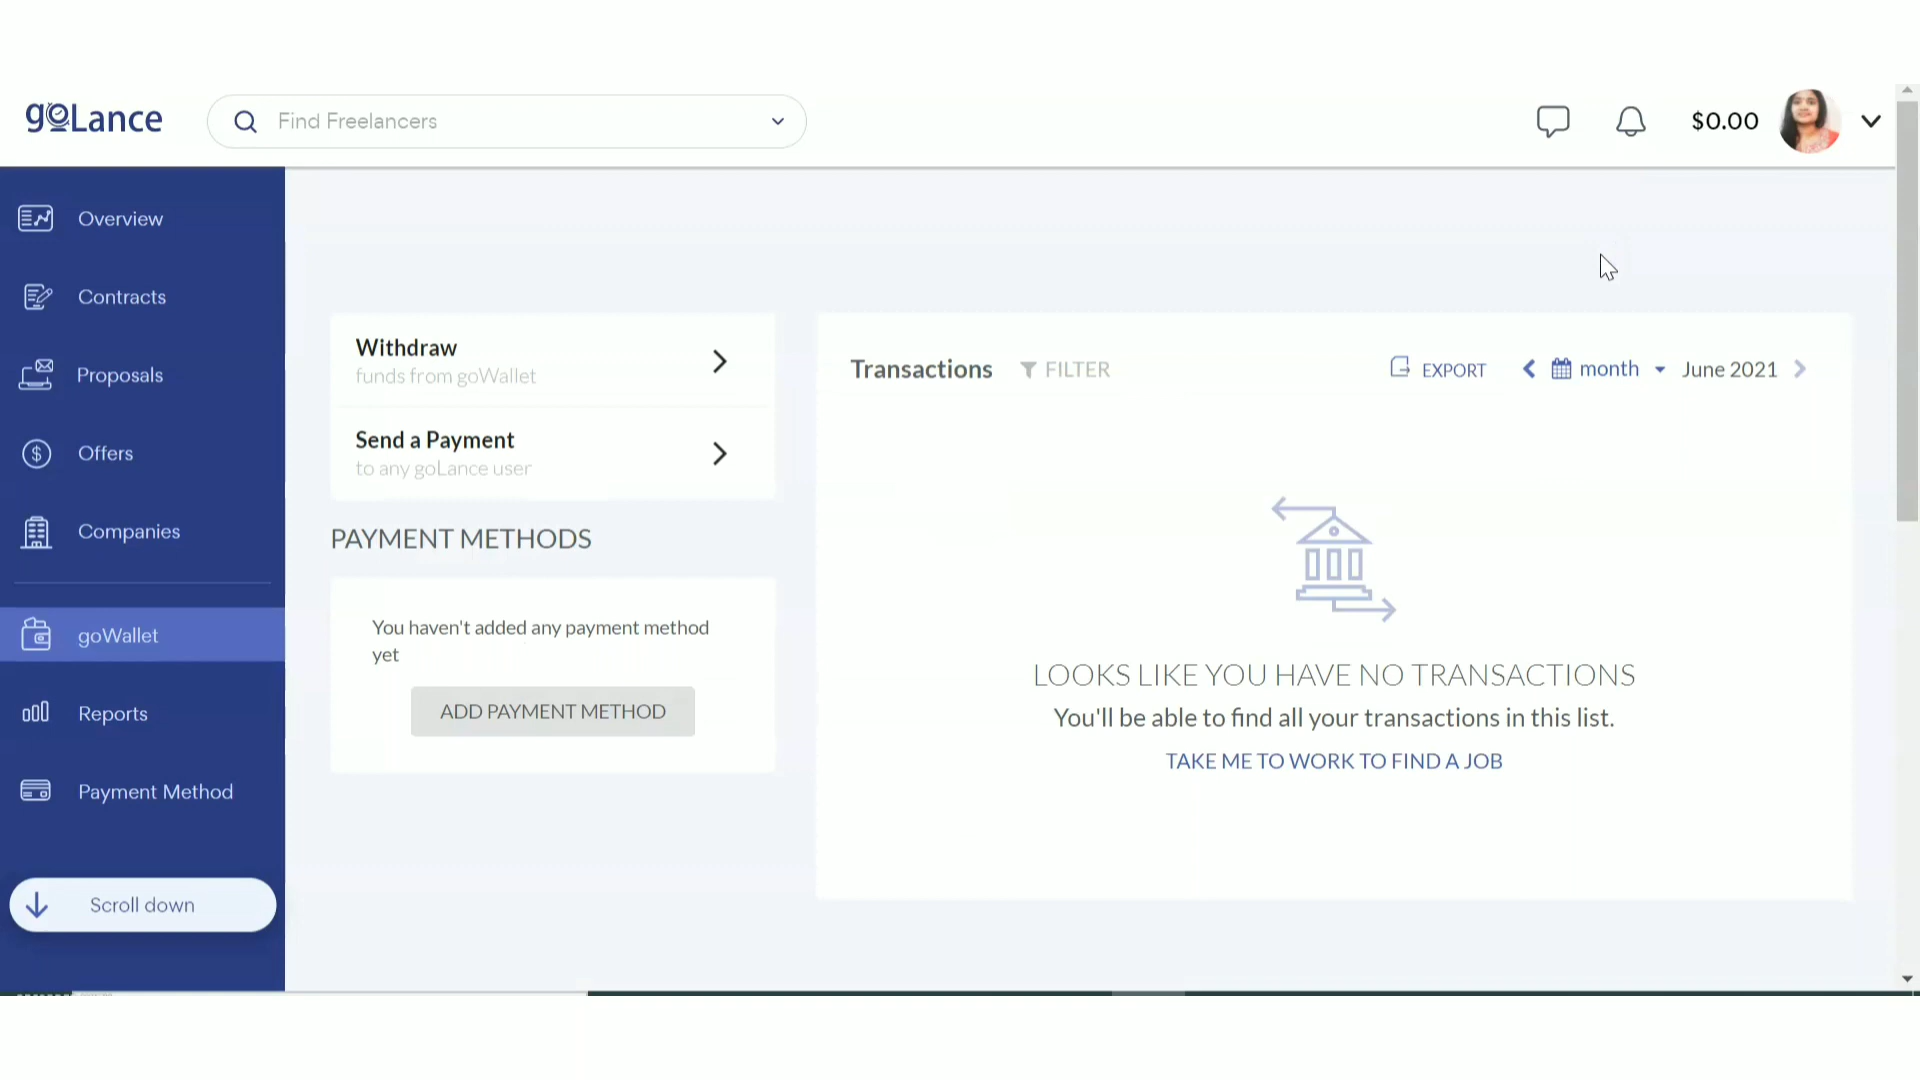 goLance
Find Freelancers
$0.00
Overview
Contracts
Proposals
Offers
Companies
goWallet
Reports
Payment Method
Scroll down
Withdraw
funds from goWallet
Send a Payment
to any goLance user
PAYMENT METHODS
You haven't added any payment method
yet
ADD PAYMENT METHOD
Transactions FILTER EXPORT month June 2021
LOOKS LIKE YOU HAVE NO TRANSACTIONS
You'll be able to find all your transactions in this list.
TAKE ME TO WORK TO FIND A JOB